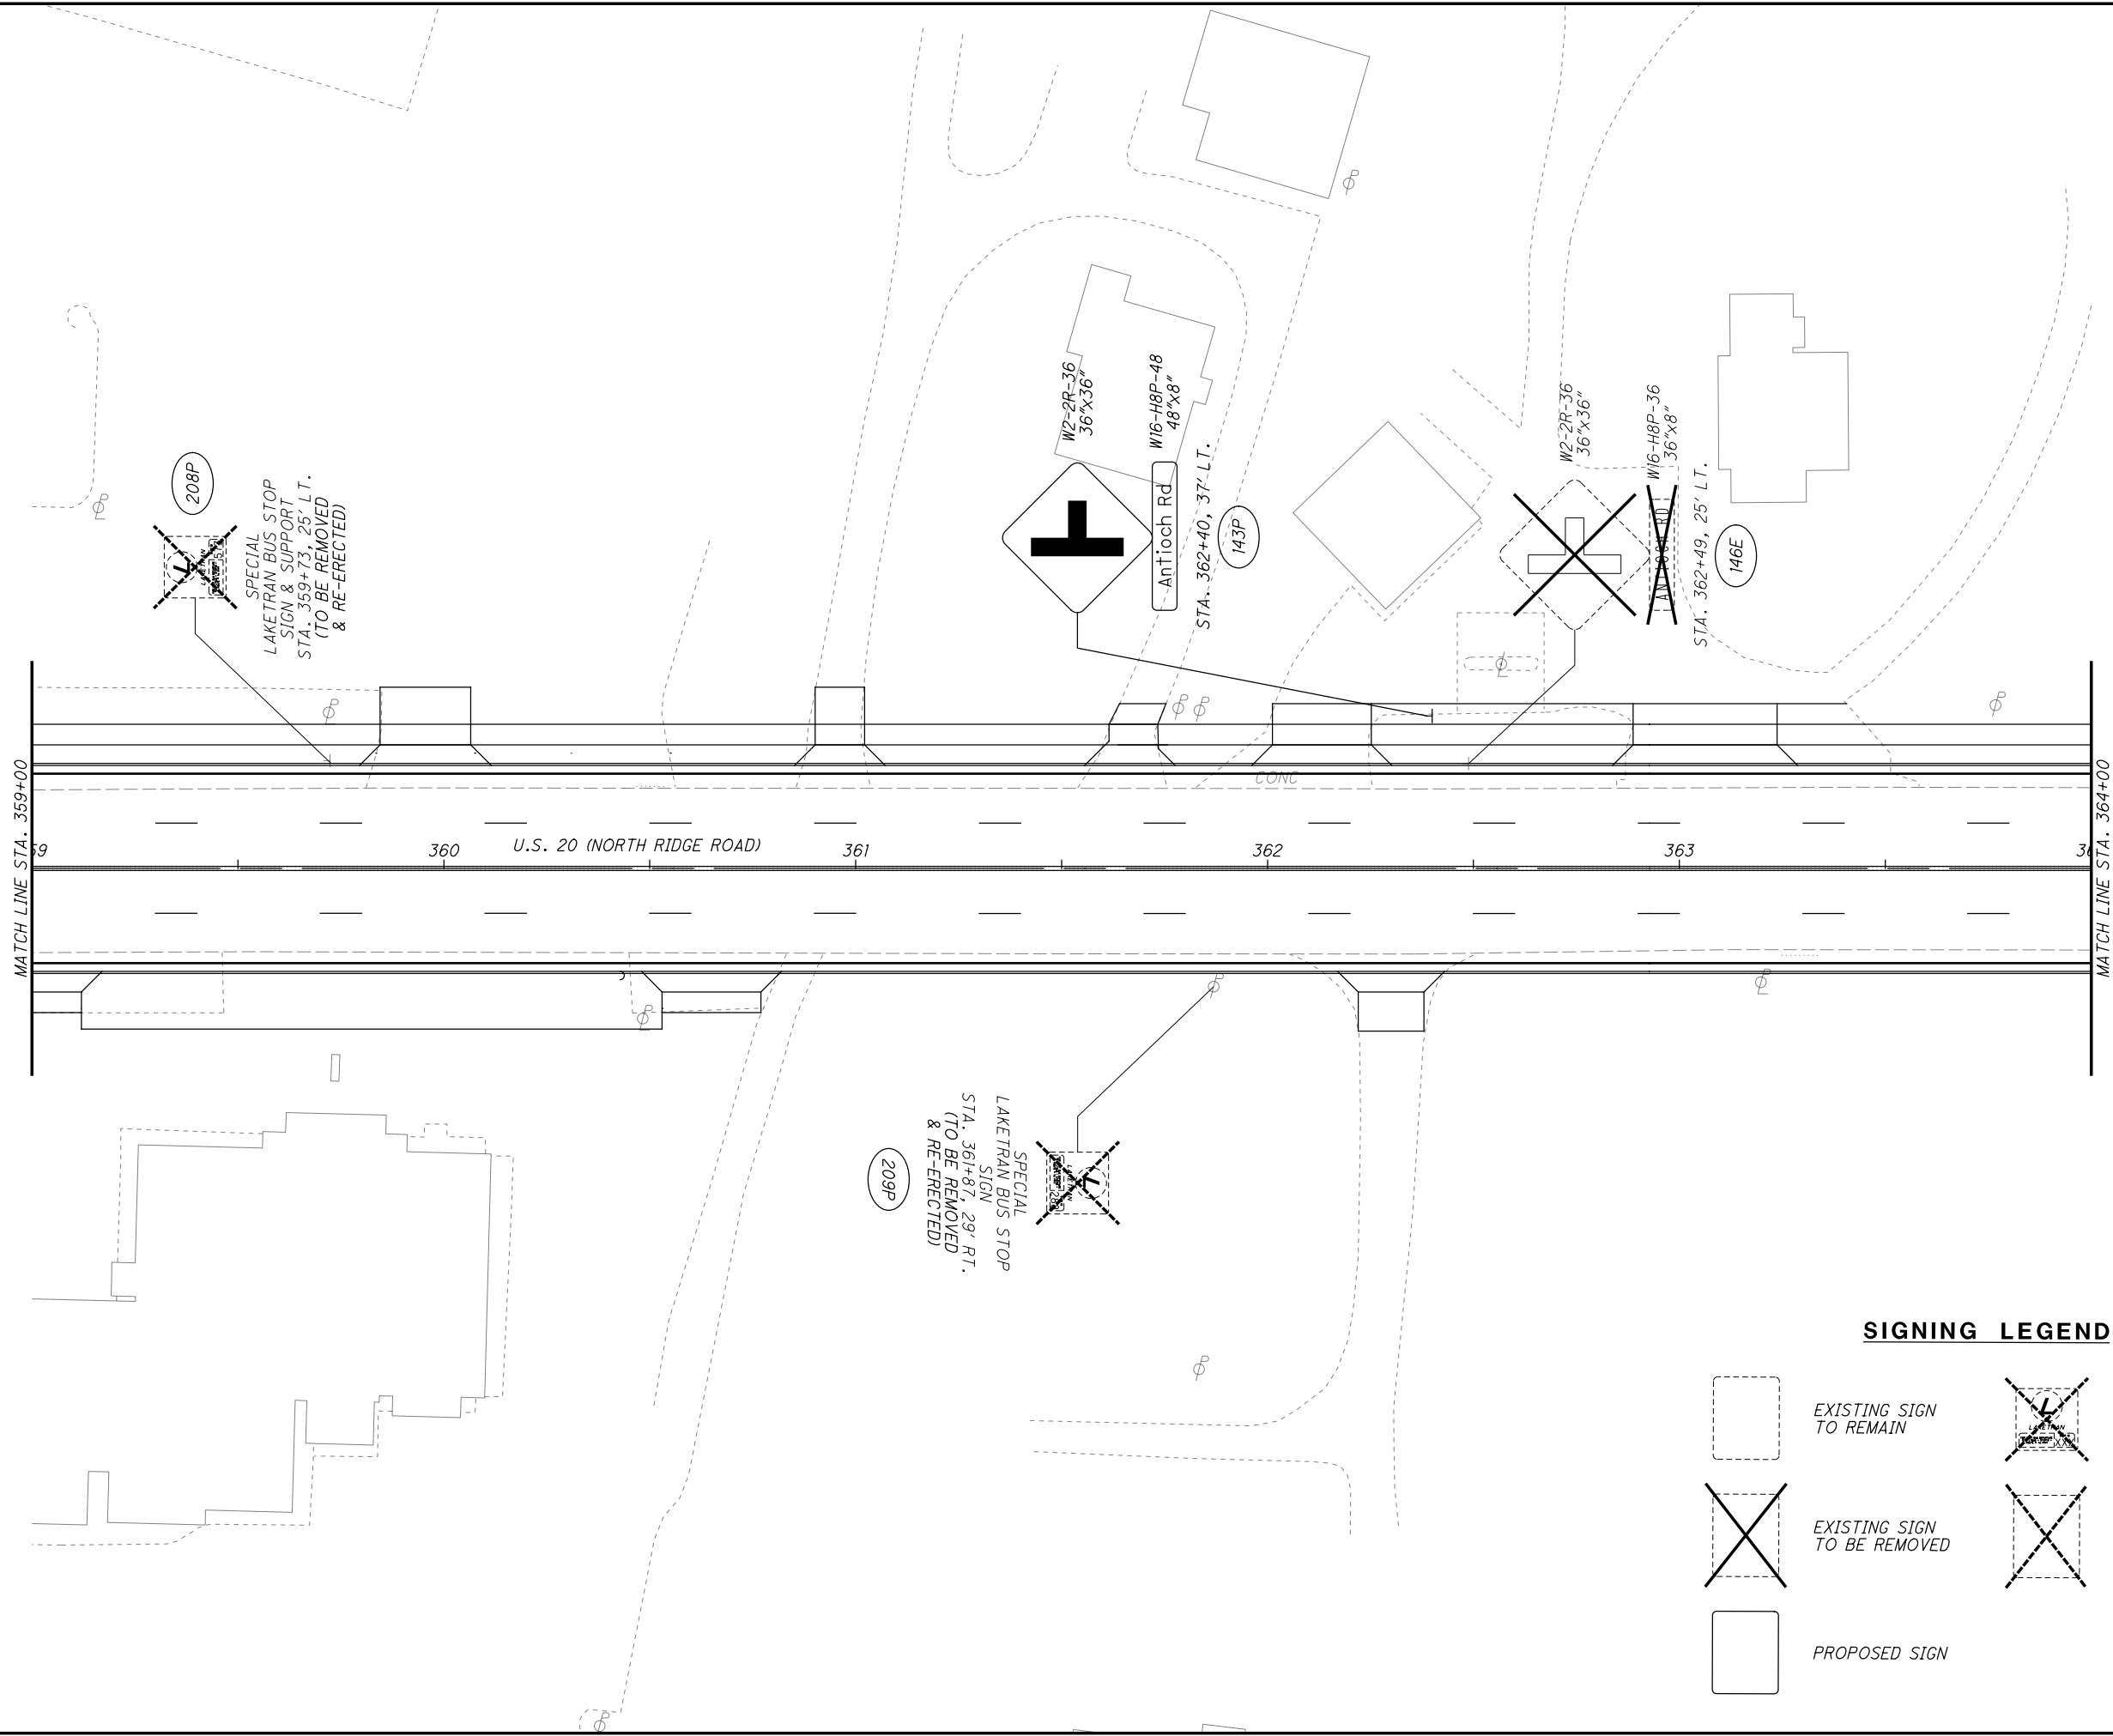 208P
SPECIAL
LAKETRAN BUS STOP
SIGN & SUPPORT
STA. 359+73, 25' LT.
(TO BE REMOVED
& RE-ERECTED)
W2-2R-36
36"x36"
W16-H8P-48
48"x8"
Antioch Rd
STA. 362+40, 37' LT.
143P
W2-2R-36
36"x36"
W16-H8P-36
36"x8"
ANTIOCH RD
STA. 362+49, 25' LT.
146E
MATCH LINE STA. 359+00
CONC
U.S. 20 (NORTH RIDGE ROAD)
360
361
362
363
MATCH LINE STA. 364+00
SPECIAL
LAKETRAN BUS STOP
SIGN
STA. 361+87, 29' RT.
(TO BE REMOVED
& RE-ERECTED)
209P
SIGNING LEGEND
EXISTING SIGN
TO REMAIN
LAKETRAN
EXISTING SIGN
TO BE REMOVED
PROPOSED SIGN